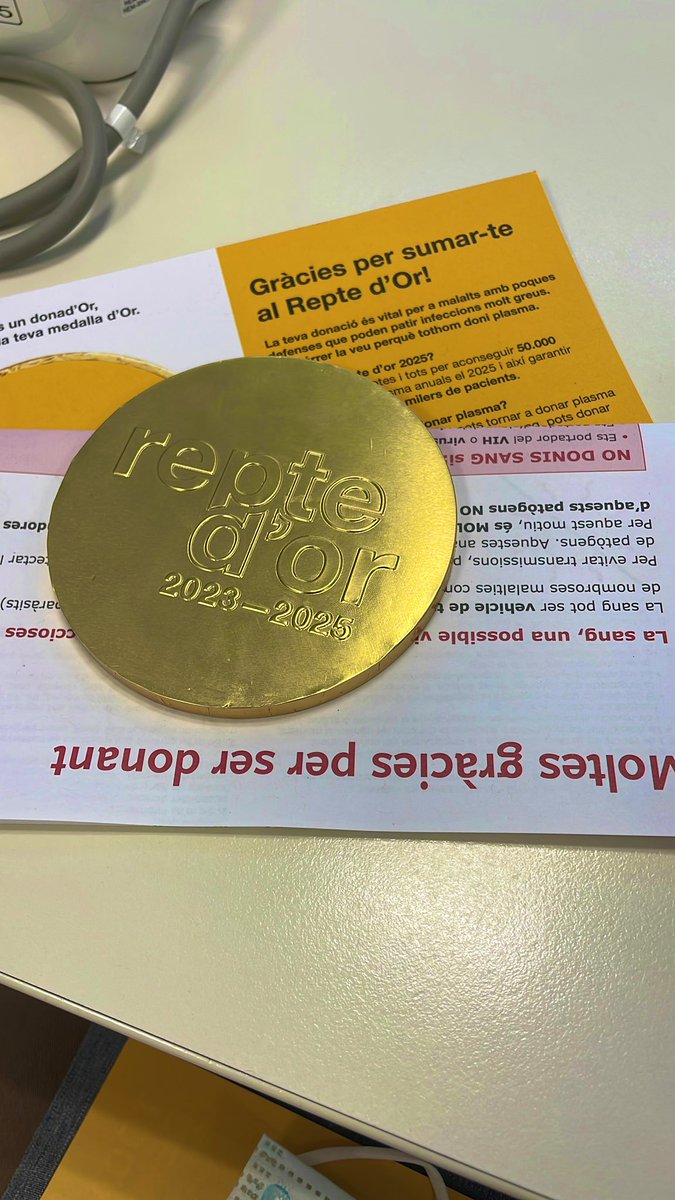 s un donad'Or,
a teva medalla d'Or.
Gràcies per sumar-te
al Repte d'Or!
La teva donació és vital per a malalts amb poques
defenses que poden patir infeccions molt greus.
rrer la veu perquè tothom doni plasma.
te d'or 2025?
tes i tots per aconseguir 50.000
ma anuals el 2025 i així garantir
milers de pacients.
onar plasma?
pots tornar a donar plasma
pots donar
repte
d'or
2023—2025
Moltes gràcies per ser donant
La sang, una possible v
ccioses
La sang pot ser vehicle de t
de nombroses malalties com
Per evitar transmissions, p
de patògens. Aquestes ana
Per aquest motiu, és MOL
d'aquests patògens NO
NO DONIS SANG si:
• Ets portador del VIH o virus